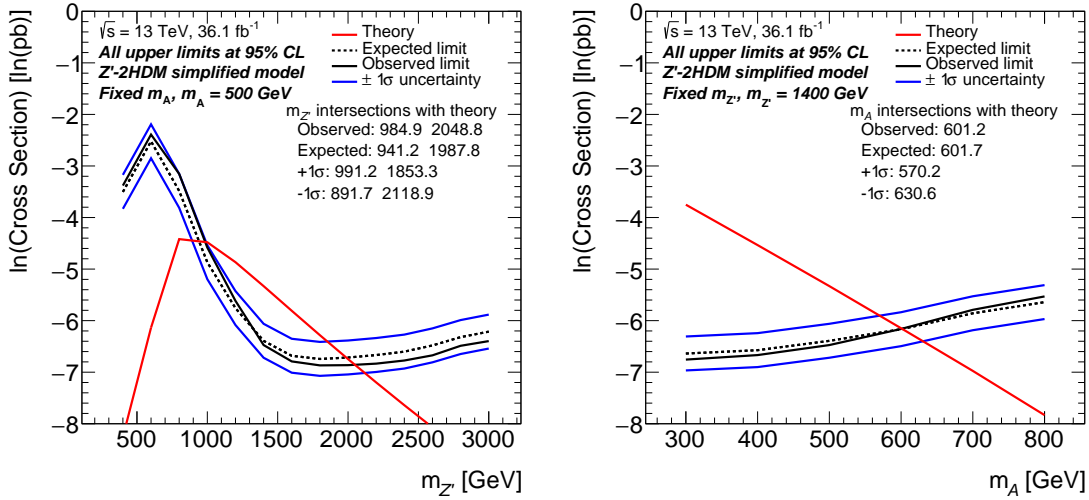 ln(Cross Section) [ln(pb)]
0
−1
−2
−3
−4
−5
−6
−7
−8
√s = 13 TeV, 36.1 fb⁻¹
All upper limits at 95% CL
Z'-2HDM simplified model
Fixed m_A, m_A = 500 GeV
Theory
Expected limit
Observed limit
± 1σ uncertainty
m_Z' intersections with theory
Observed: 984.9 2048.8
Expected: 941.2 1987.8
+1σ: 991.2 1853.3
-1σ: 891.7 2118.9
500 1000 1500 2000 2500 3000
m_Z' [GeV]
ln(Cross Section) [ln(pb)]
0
−1
−2
−3
−4
−5
−6
−7
−8
√s = 13 TeV, 36.1 fb⁻¹
All upper limits at 95% CL
Z'-2HDM simplified model
Fixed m_Z', m_Z' = 1400 GeV
Theory
Expected limit
Observed limit
± 1σ uncertainty
m_A intersections with theory
Observed: 601.2
Expected: 601.7
+1σ: 570.2
-1σ: 630.6
300 400 500 600 700 800
m_A [GeV]